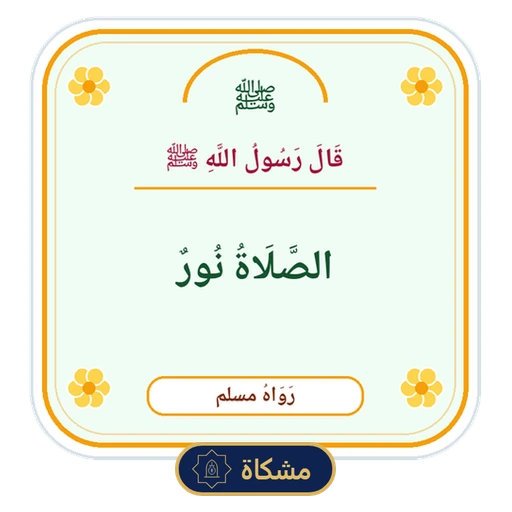 ﷺ
قَالَ رَسُولُ اللَّهِ ﷺ
الصَّلَاةُ نُورٌ
رَوَاهُ مسلم
مشكاة